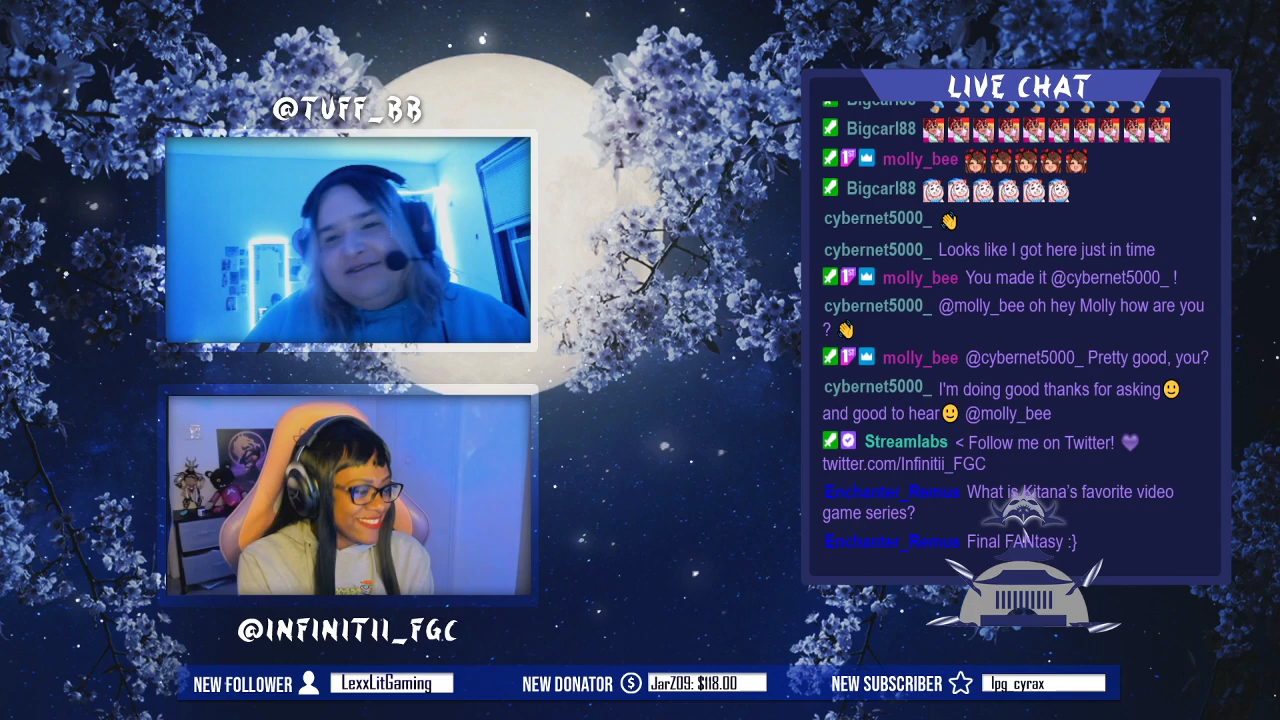 @TUFF_BB
LIVE CHAT
Bigcarl88
Bigcarl88
molly_bee
Bigcarl88
cybernet5000_
cybernet5000_ Looks like I got here just in time
molly_bee You made it @cybernet5000_ !
cybernet5000_ @molly_bee oh hey Molly how are you
?
molly_bee @cybernet5000_ Pretty good, you?
cybernet5000_ I'm doing good thanks for asking
and good to hear @molly_bee
Streamlabs < Follow me on Twitter!
twitter.com/Infinitii_FGC
Enchanter_Remus What is Kitana's favorite video
game series?
Enchanter_Remus Final FANtasy :}
@INFINITII_FGC
NEW FOLLOWER LexxLitGaming NEW DONATOR JarZ09: $118.00 NEW SUBSCRIBER lpg_cyrax